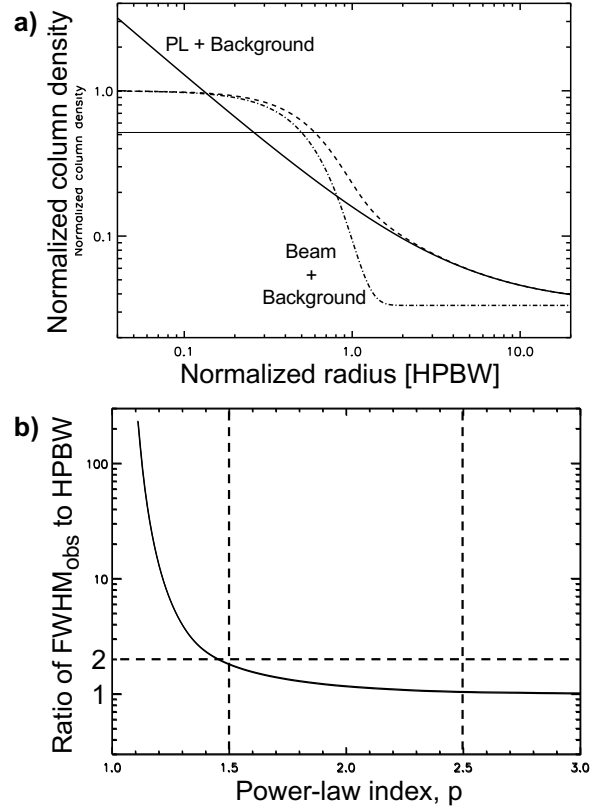 a)
Normalized column density
Normalized column density
PL + Background
1.0
0.1
Beam
+
Background
0.1 1.0 10.0
Normalized radius [HPBW]
b)
Ratio of FWHM_obs to HPBW
100
10
2
1
1.0 1.5 2.0 2.5 3.0
Power-law index, p